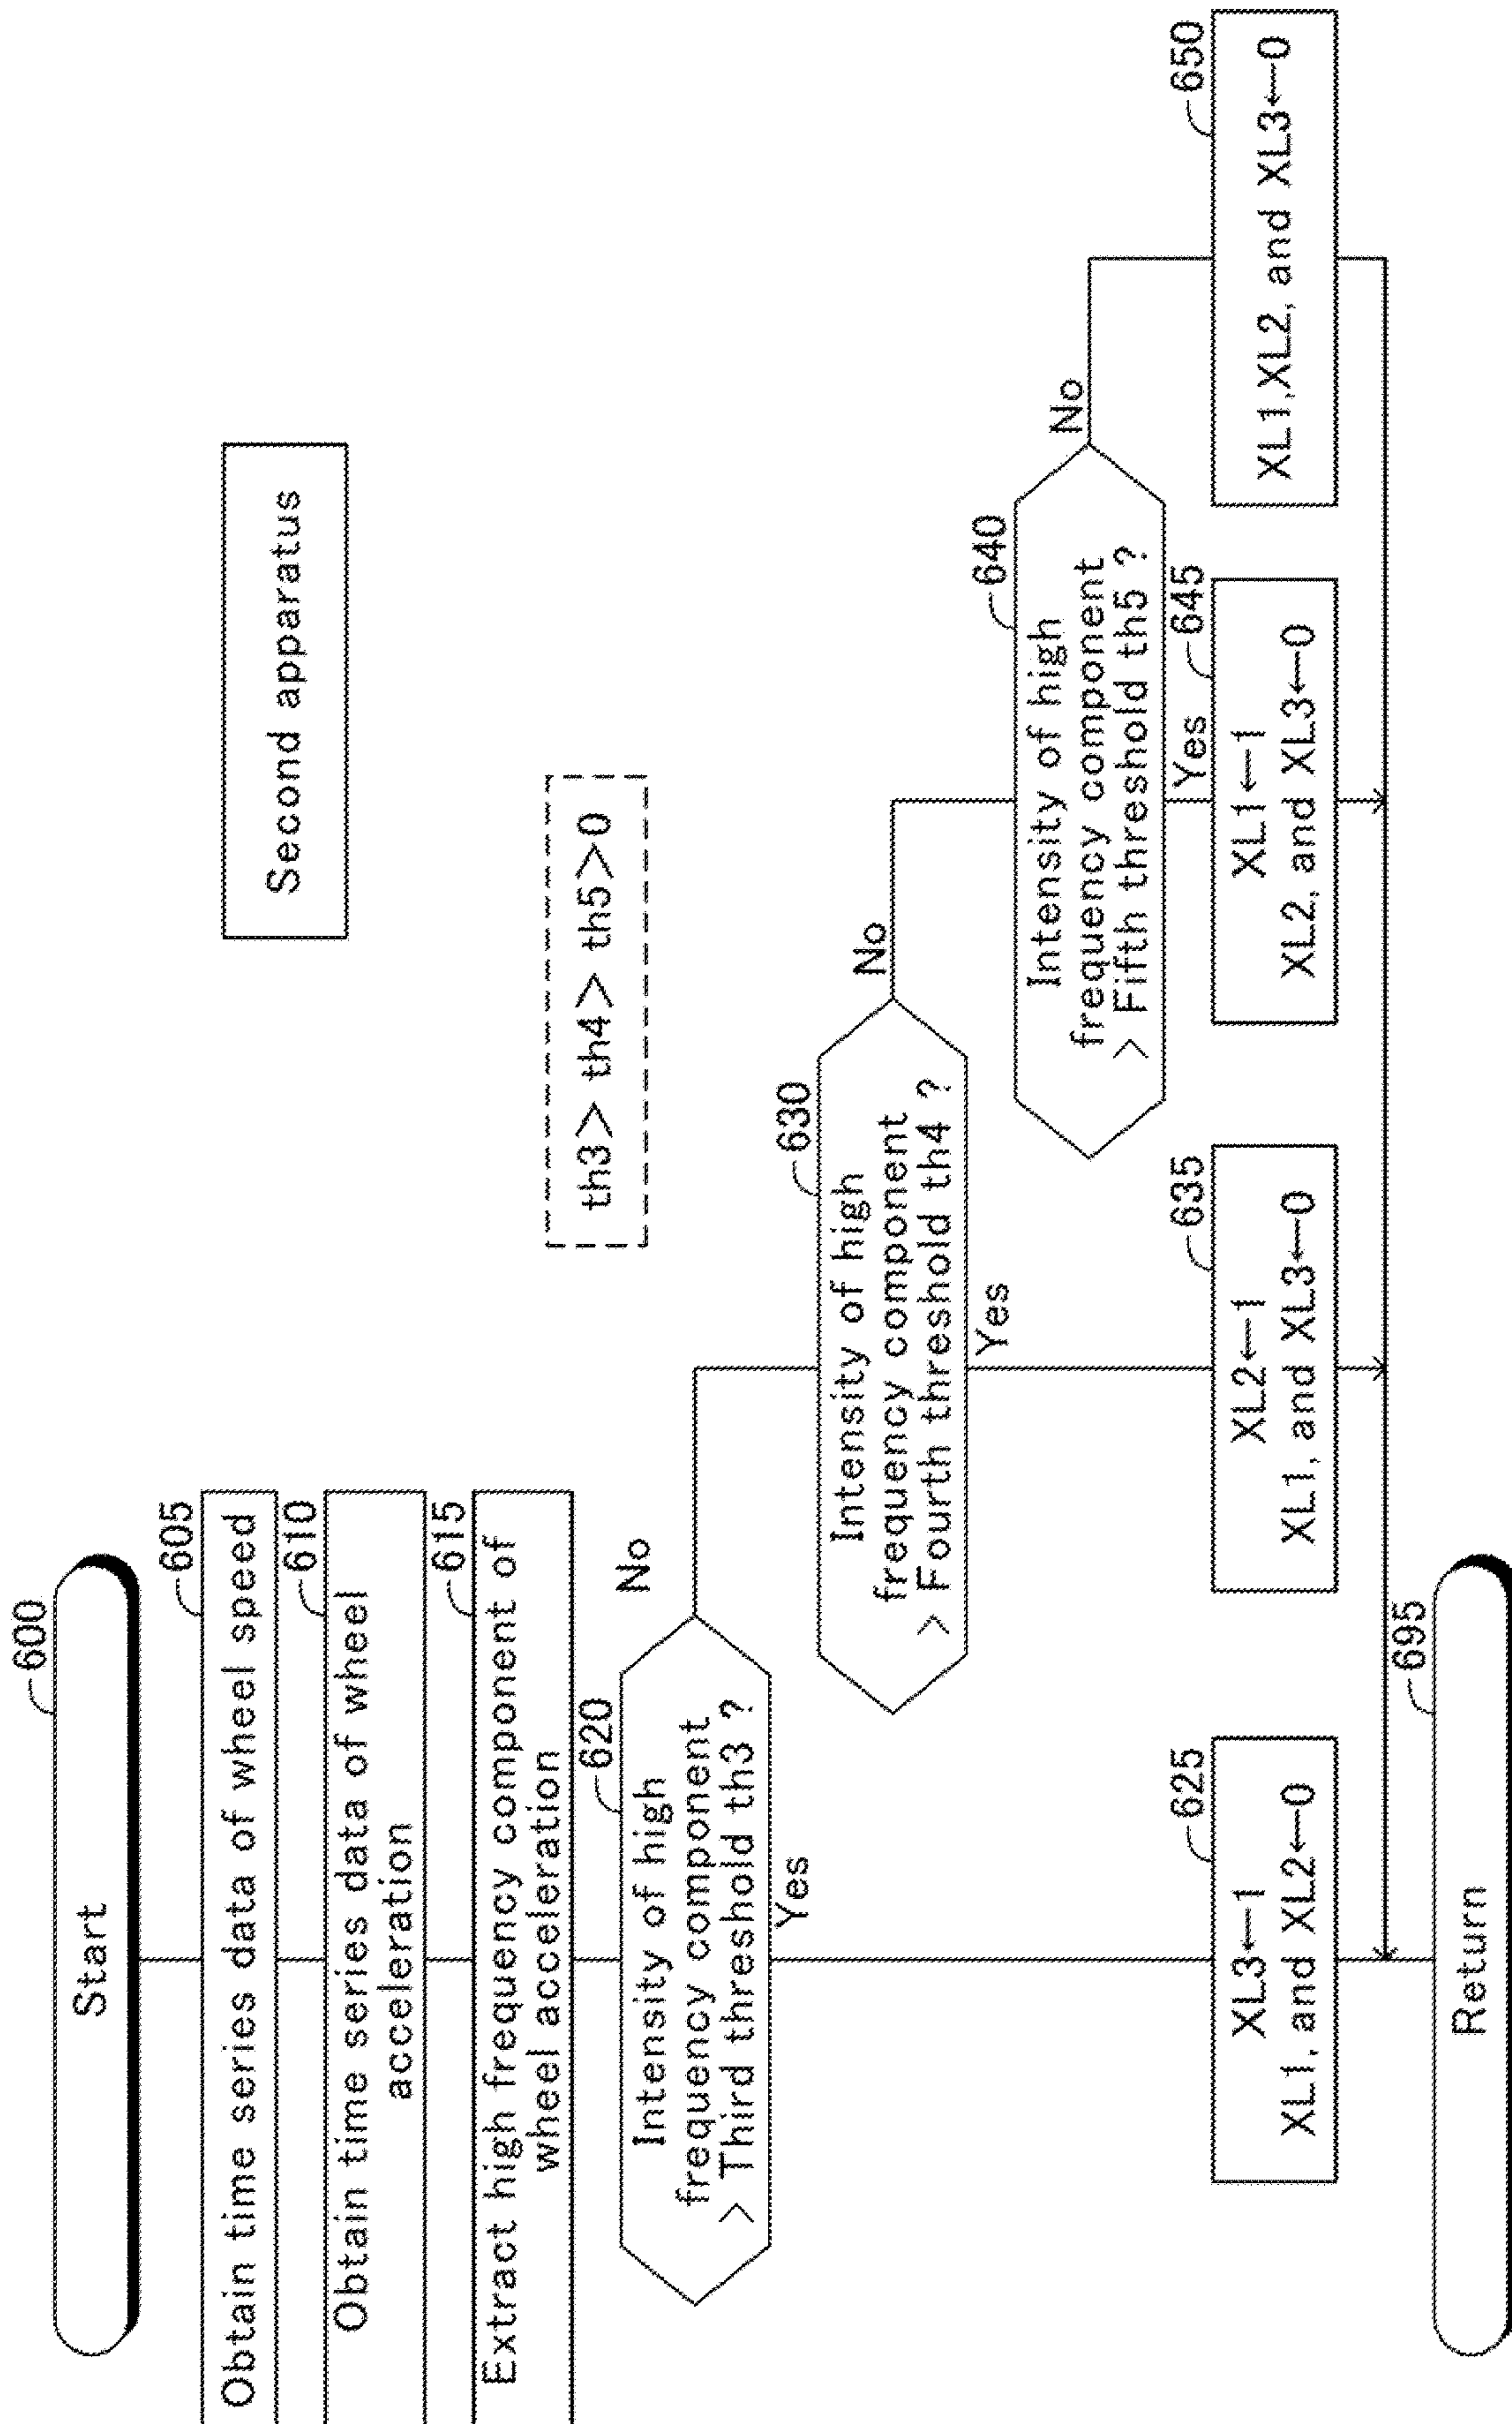 Second apparatus
600
Start
605
Obtain time series data of wheel speed
610
Obtain time series data of wheel
acceleration
615
Extract high frequency component of
wheel acceleration
th3> th4> th5>0
620
Intensity of high
frequency component
> Third threshold th3 ?
No
Yes
630
Intensity of high
frequency component
> Fourth threshold th4 ?
No
Yes
640
Intensity of high
frequency component
> Fifth threshold th5 ?
No
Yes
625
XL3←1
XL1, and XL2←0
635
XL2←1
XL1, and XL3←0
645
XL1←1
XL2, and XL3←0
650
XL1,XL2, and XL3←0
695
Return